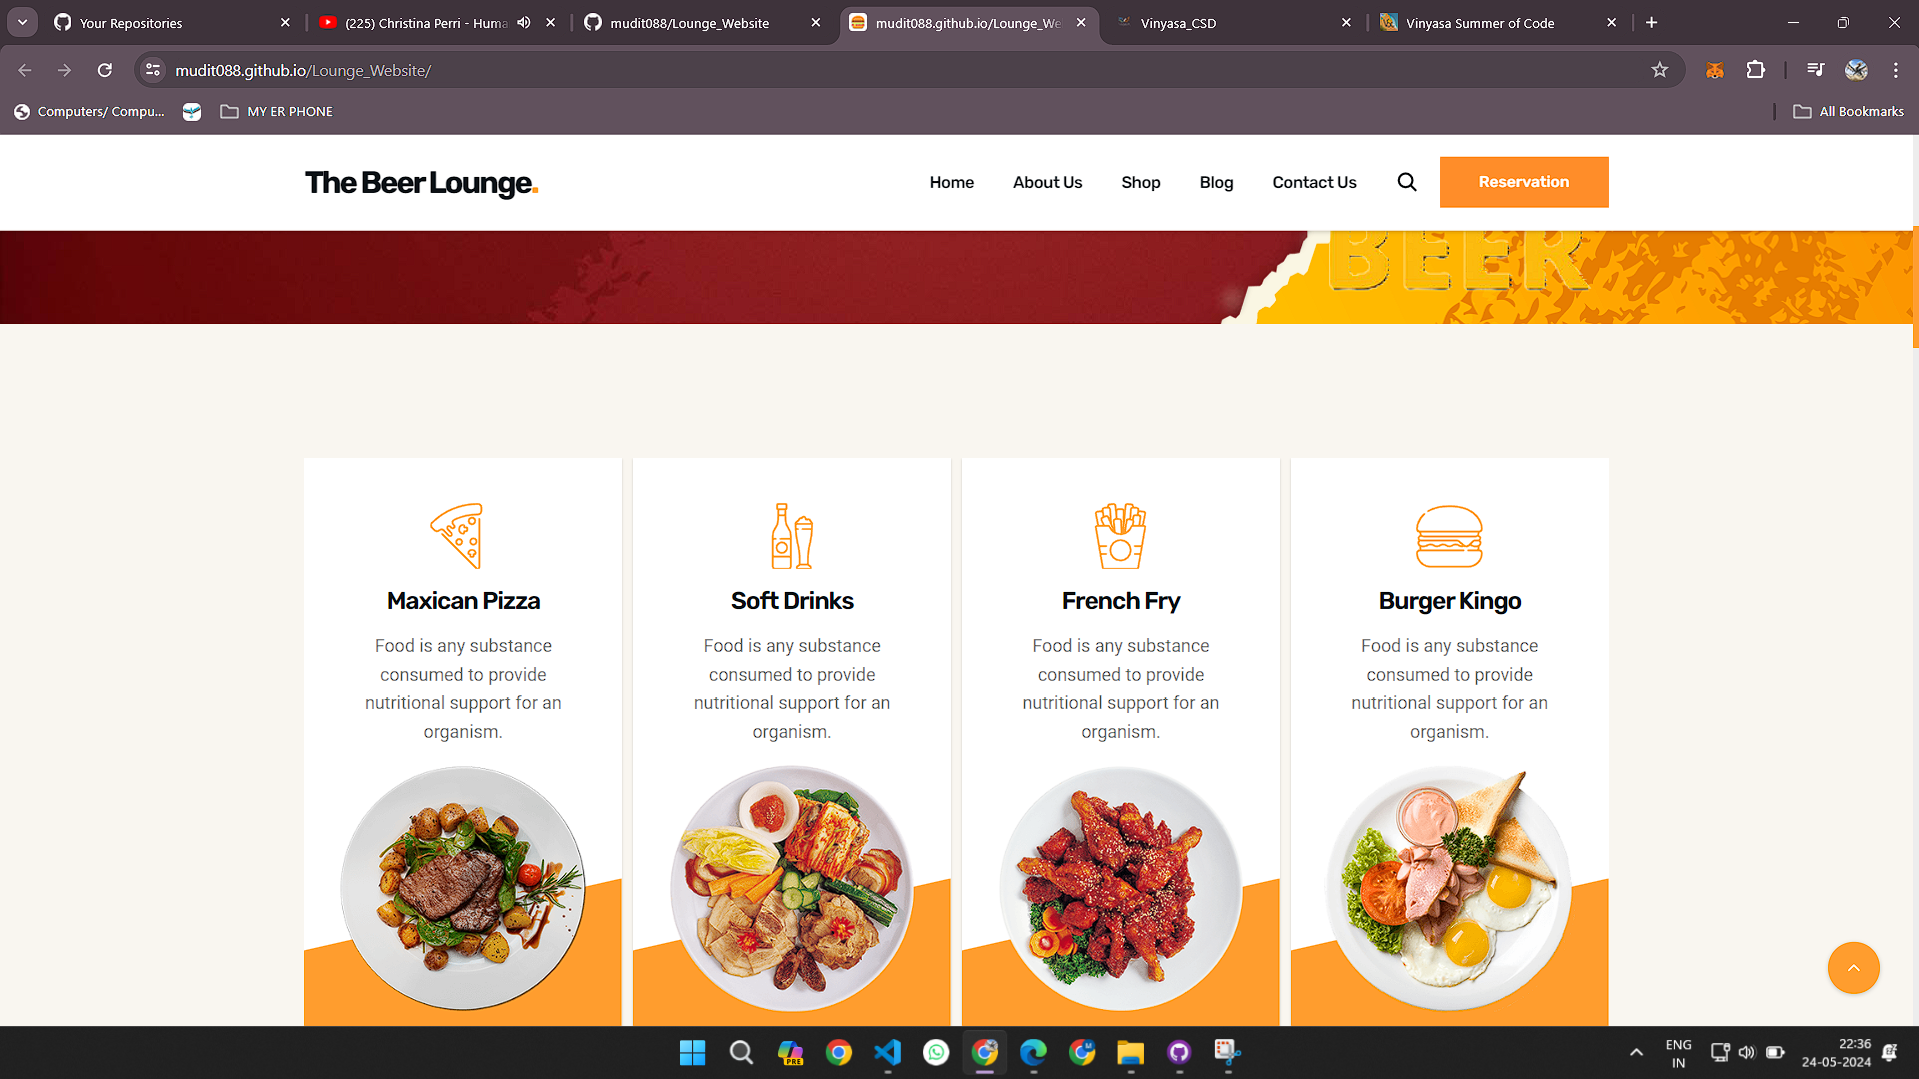 Your Repositories
(225) Christina Perri - Huma
mudit088/Lounge_Website
mudit088.github.io/Lounge_We
Vinyasa_CSD
Vinyasa Summer of Code
mudit088.github.io/Lounge_Website/
Computers/ Compu...
MY ER PHONE
All Bookmarks
The Beer Lounge.
Home
About Us
Shop
Blog
Contact Us
Reservation
BEER
Maxican Pizza
Food is any substance
consumed to provide
nutritional support for an
organism.
Soft Drinks
Food is any substance
consumed to provide
nutritional support for an
organism.
French Fry
Food is any substance
consumed to provide
nutritional support for an
organism.
Burger Kingo
Food is any substance
consumed to provide
nutritional support for an
organism.
PRE
M
ENG
IN
22:36
24-05-2024